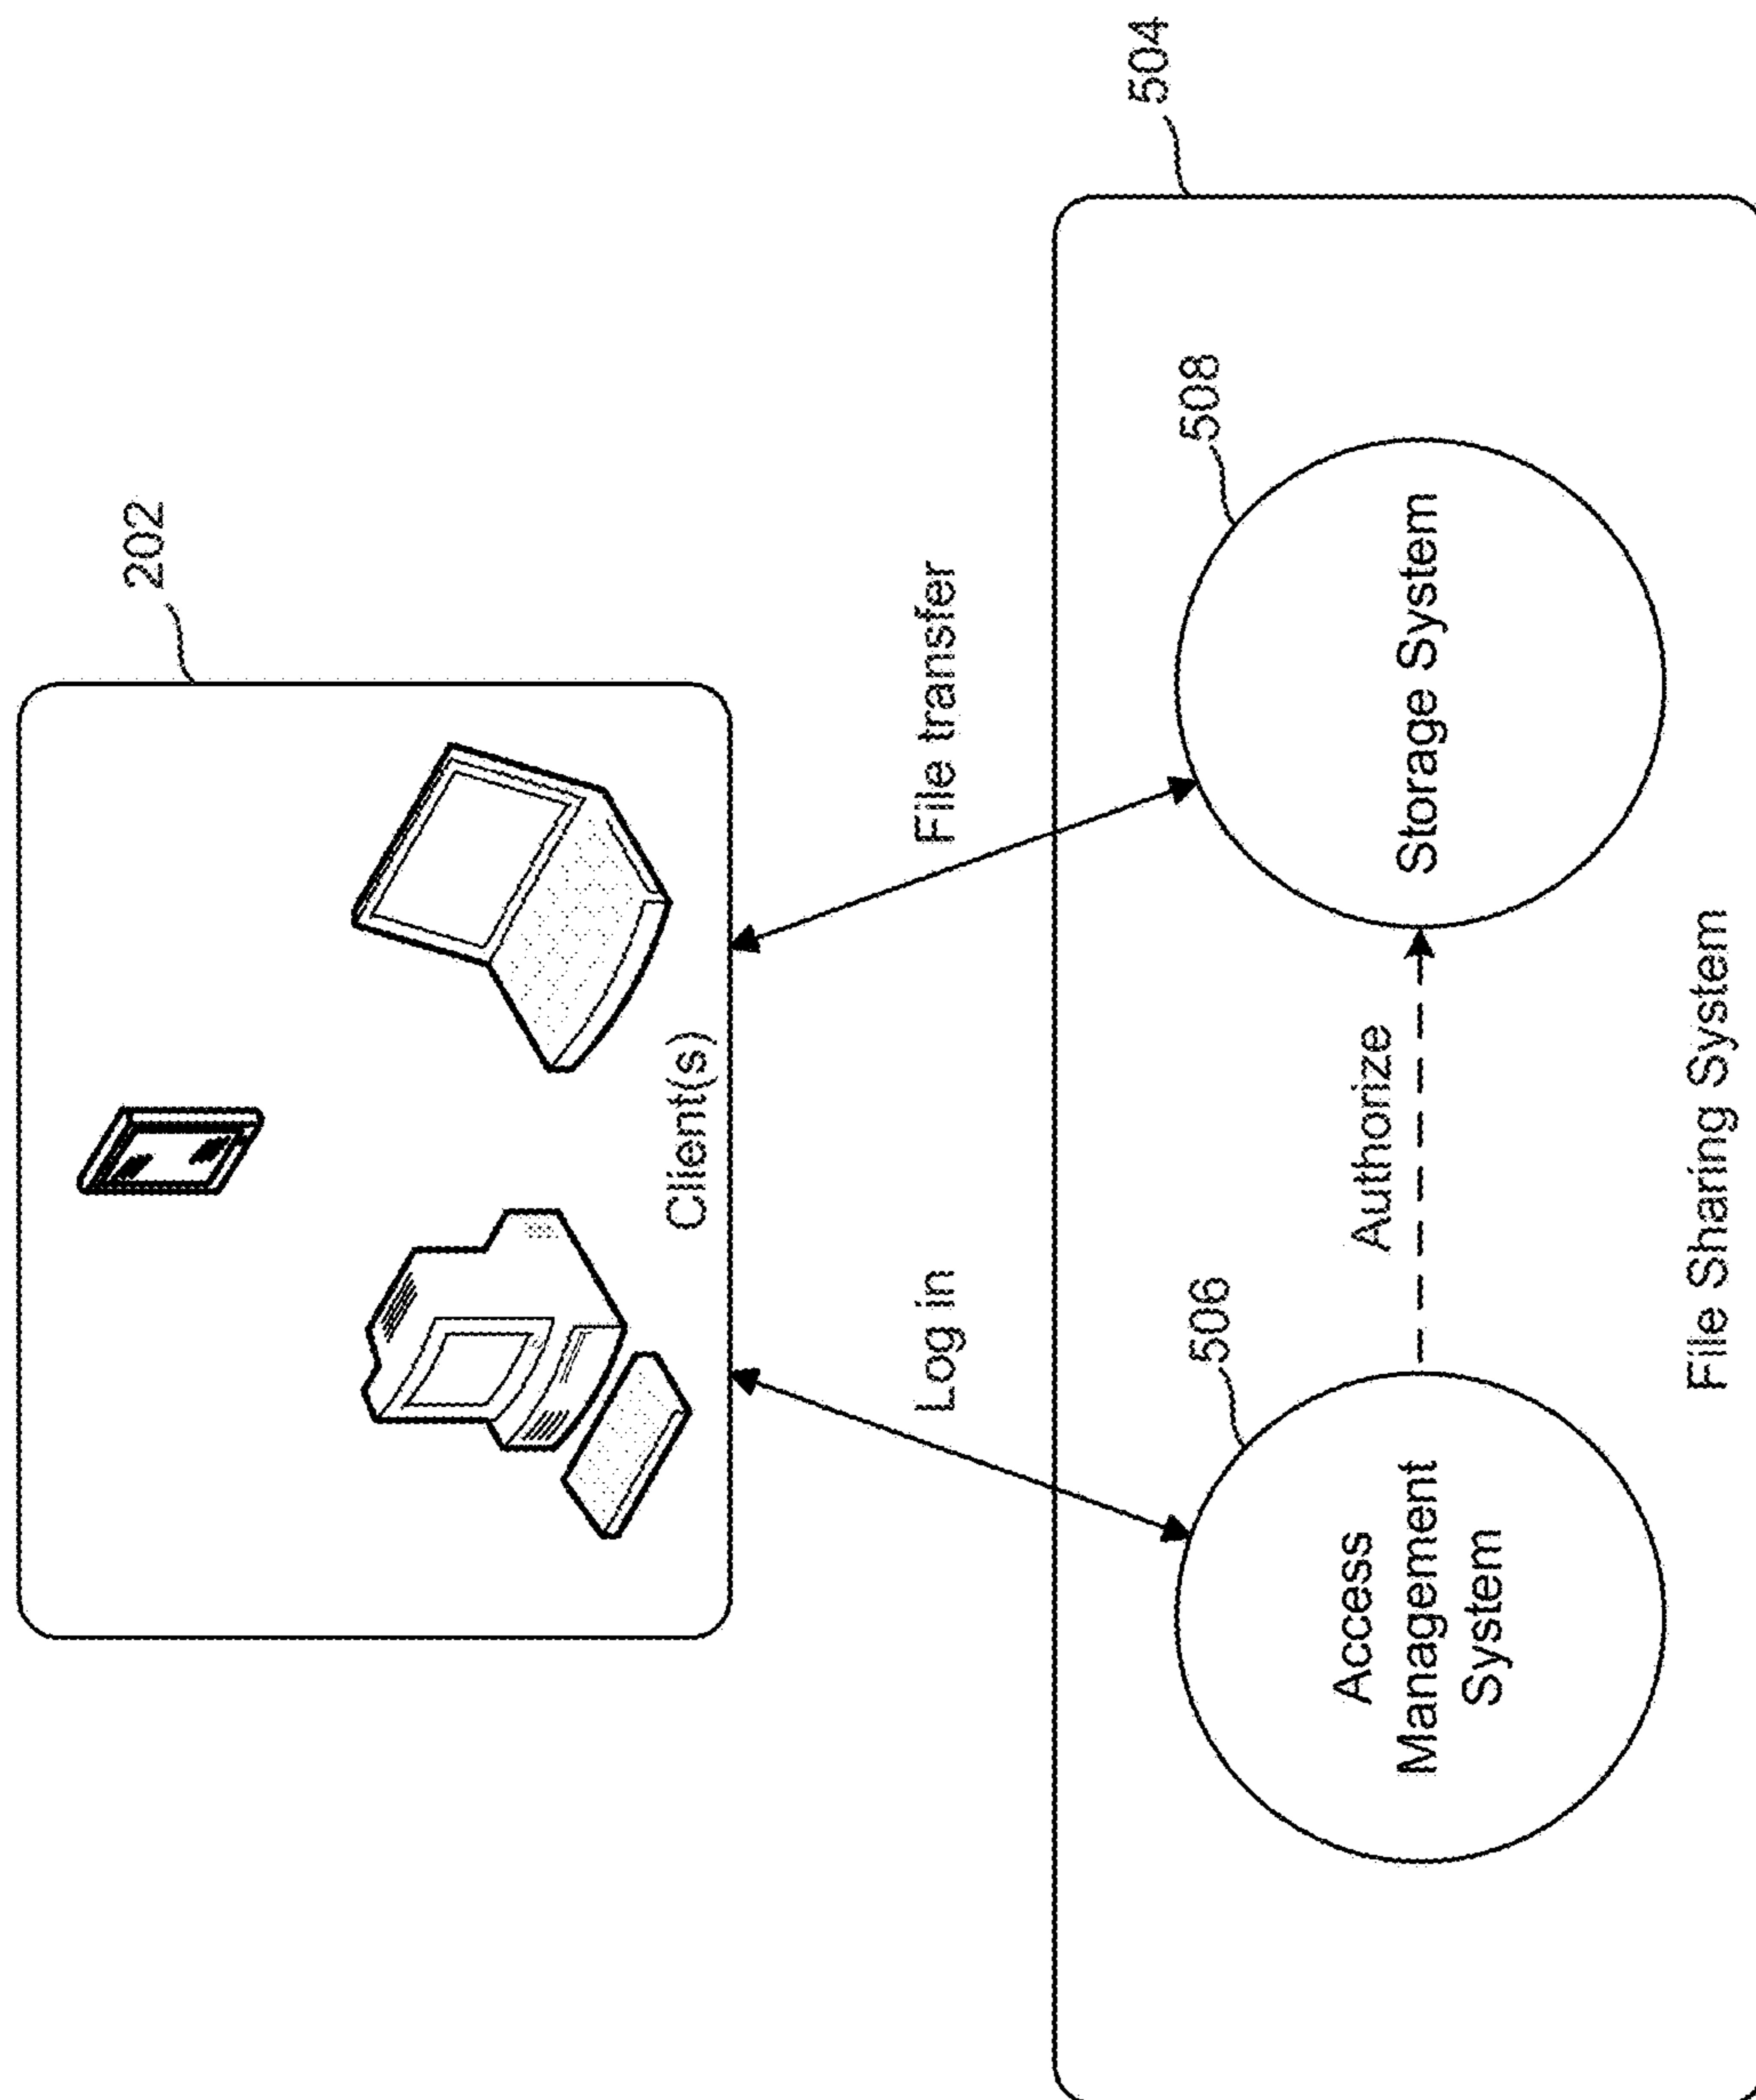 202
Client(s)
Log in
File transfer
504
506
508
Access
Management
System
Authorize
Storage System
File Sharing System